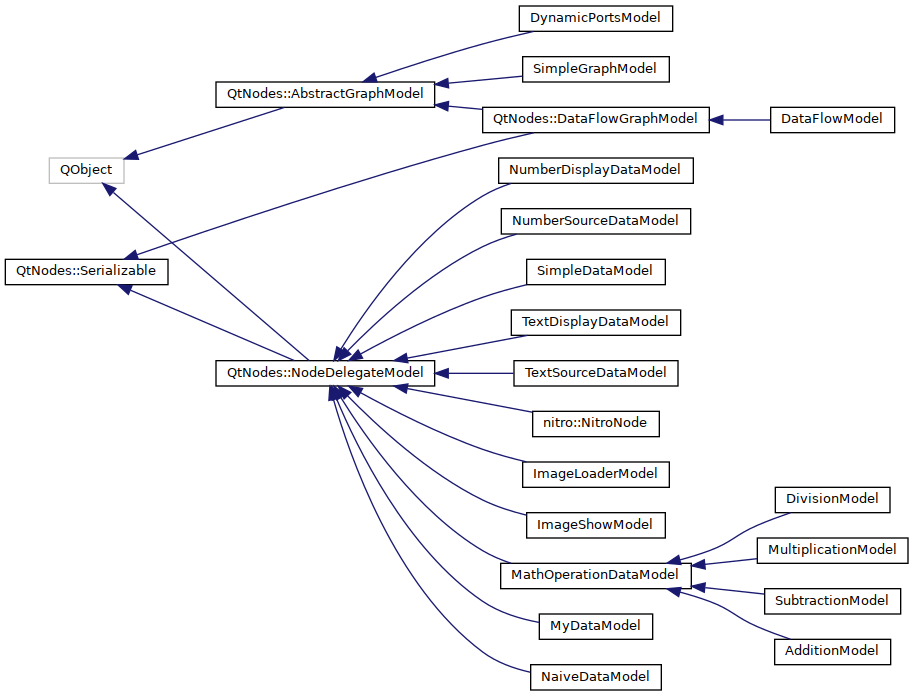 DynamicPortsModel
SimpleGraphModel
QtNodes::AbstractGraphModel
QtNodes::DataFlowGraphModel
DataFlowModel
QObject
NumberDisplayDataModel
NumberSourceDataModel
QtNodes::Serializable
SimpleDataModel
TextDisplayDataModel
QtNodes::NodeDelegateModel
TextSourceDataModel
nitro::NitroNode
ImageLoaderModel
DivisionModel
ImageShowModel
MultiplicationModel
MathOperationDataModel
SubtractionModel
MyDataModel
AdditionModel
NaiveDataModel